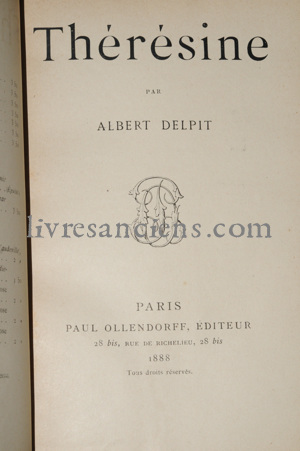 Thérésine
PAR
ALBERT DELPIT
livresanciens.com
PARIS
PAUL OLLENDORFF, ÉDITEUR
28 bis, RUE DE RICHELIEU, 28 bis
1888
Tous droits réservés.